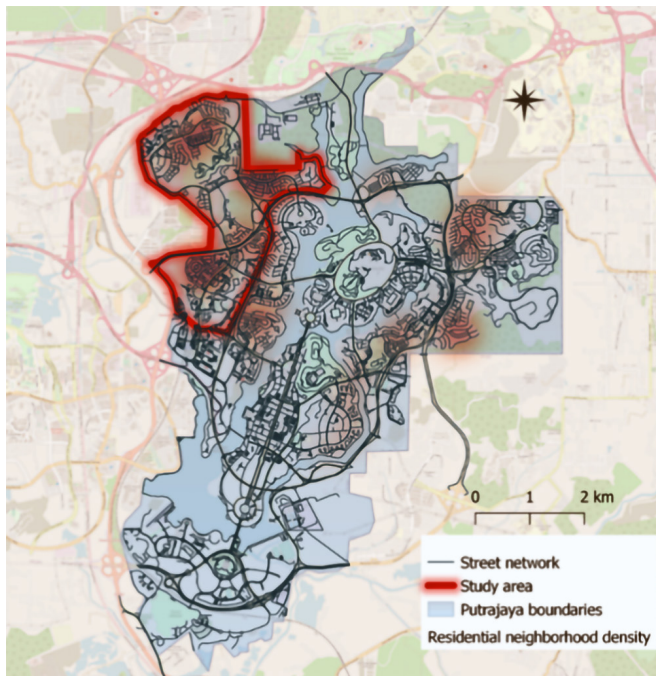 0 1 2 km
Street network
Study area
Putrajaya boundaries
Residential neighborhood density